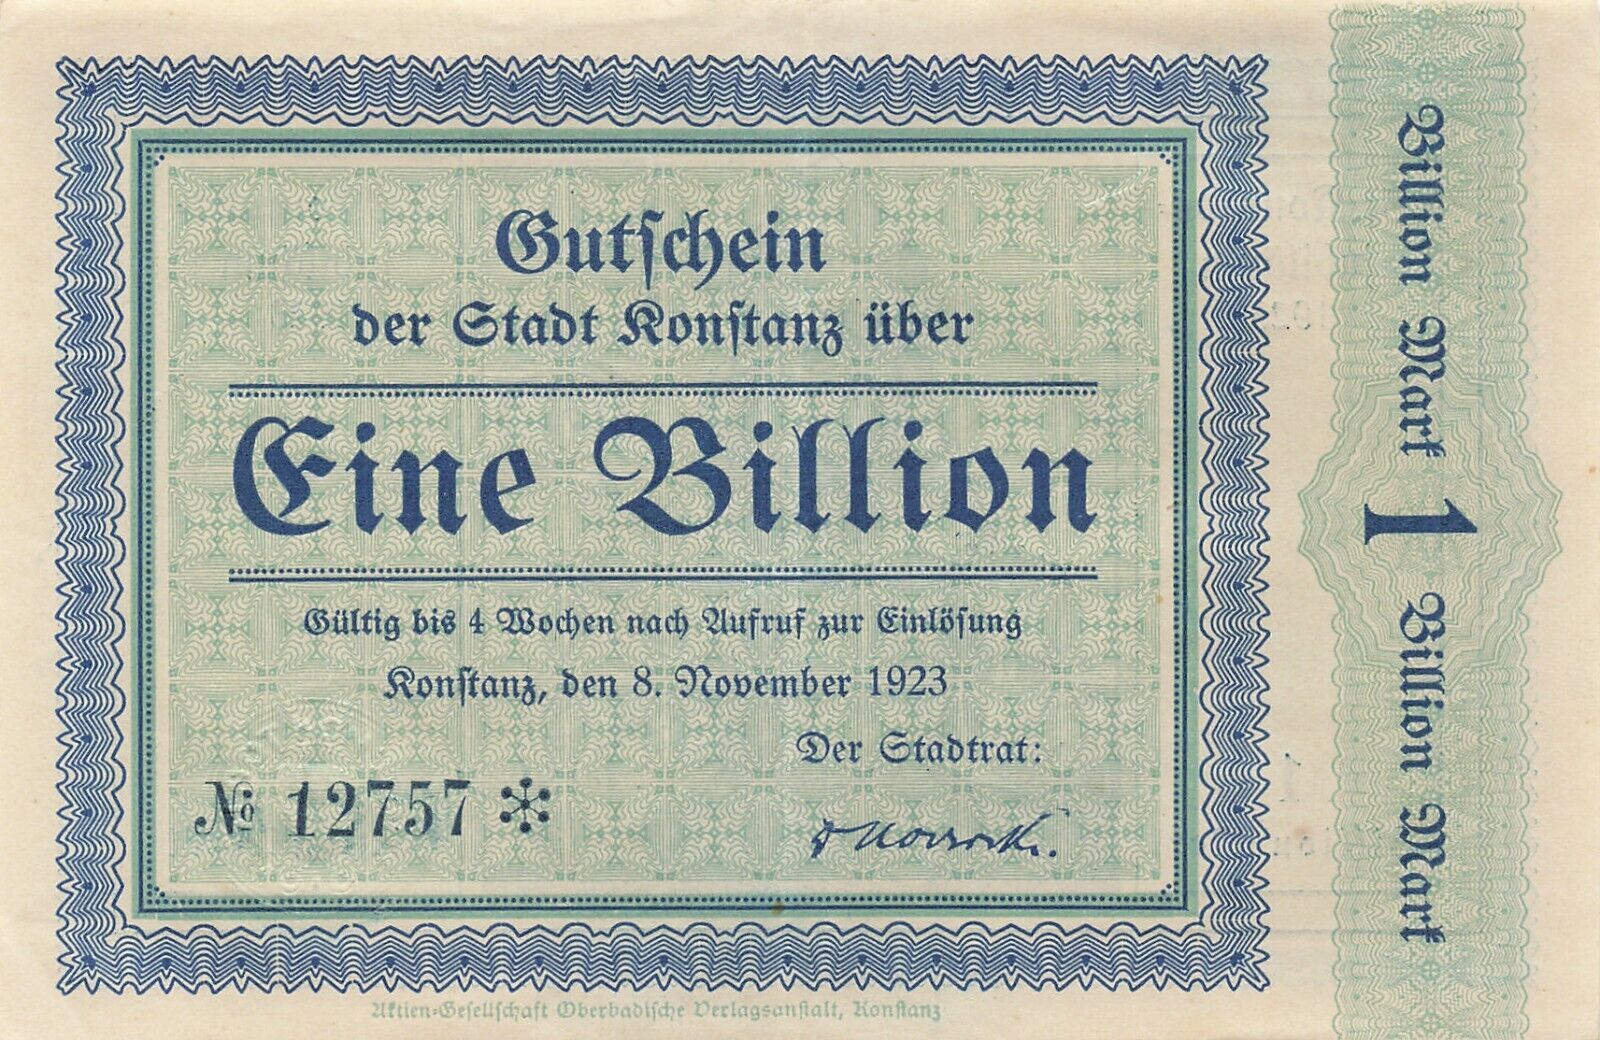 Gutschein
der Stadt Konstanz über
Eine Billion
Gültig bis 4 Wochen nach Aufruf zur Einlösung
Konstanz, den 8. November 1923
Der Stadtrat:
№ 12757 *
Aktien-Gesellschaft Oberbadische Verlagsanstalt, Konstanz
Billion Mark 1 Billion Mark